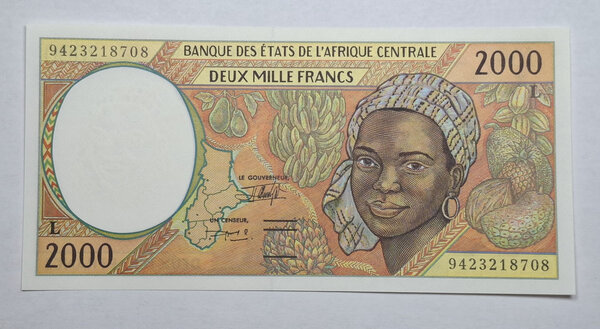 9423218708
BANQUE DES ÉTATS DE L'AFRIQUE CENTRALE
DEUX MILLE FRANCS
2000
L
LE GOUVERNEUR,
UN CENSEUR,
L
2000
9423218708